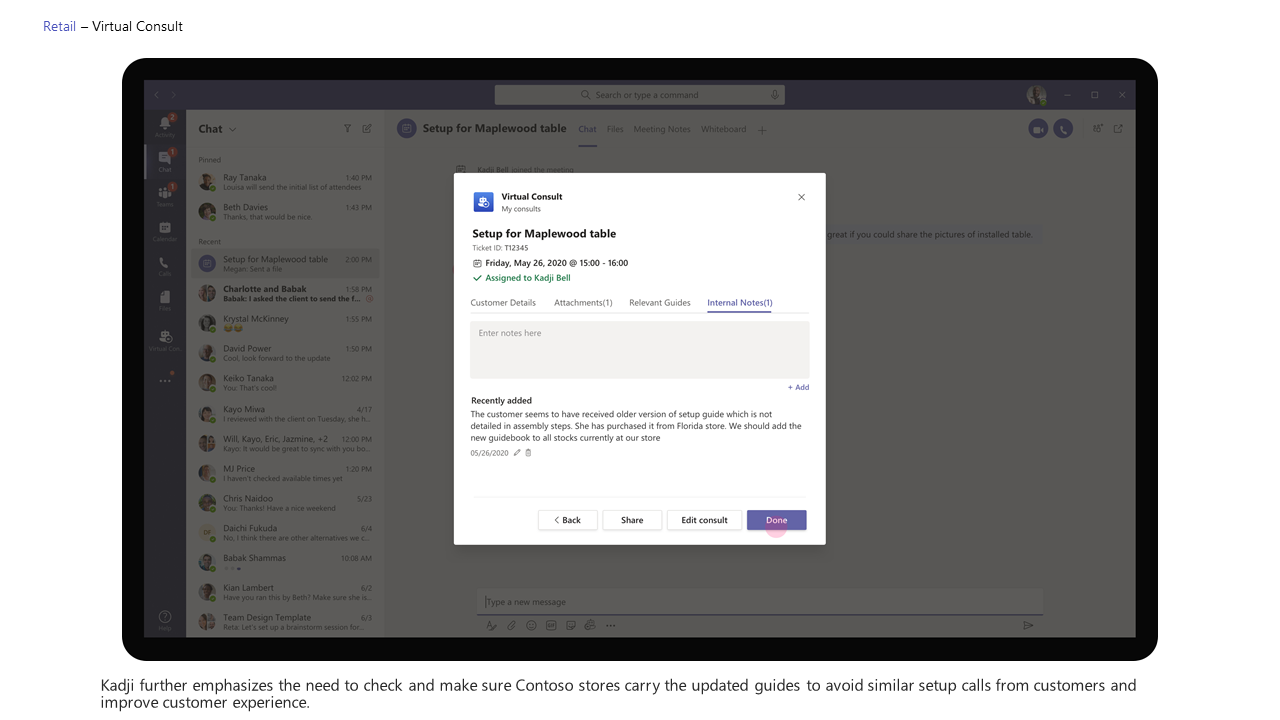 Retail – Virtual Consult
Search or type a command
Activity
2
Chat
1
Teams
1
Calendar
Calls
Files
Virtual Con...
Help
Chat
Pinned
Ray Tanaka 1:40 PM
Louisa will send the initial list of attendees
Beth Davies 1:43 PM
Thanks, that would be nice.
Recent
Setup for Maplewood table 2:00 PM
Megan: Sent a file
Charlotte and Babak 1:58 PM
Babak: I asked the client to send the f...
Krystal McKinney 1:55 PM
😂😂
David Power 1:50 PM
Cool, look forward to the update
Keiko Tanaka 12:02 PM
You: That's cool!
Kayo Miwa 4/17
I reviewed with the client on Tuesday, she h...
Will, Kayo, Eric, Jazmine, +2 12:00 PM
Kayo: It would be great to sync with you bo...
MJ Price 1:20 PM
I haven't checked available times yet
Chris Naidoo 5/23
You: Thanks! Have a nice weekend
DF
Daichi Fukuda 6/4
No, I think there are other alternatives we c...
Babak Shammas 10:08 AM
Kian Lambert 6/2
Have you ran this by Beth? Make sure she is...
Team Design Template 6/3
Reta: Let's set up a brainstorm session for...
Setup for Maplewood table Chat Files Meeting Notes Whiteboard
Kadji Bell joined the meeting
great if you could share the pictures of installed table.
Virtual Consult
My consults
Setup for Maplewood table
Ticket ID: T12345
Friday, May 26, 2020 @ 15:00 - 16:00
Assigned to Kadji Bell
Customer Details Attachments(1) Relevant Guides Internal Notes(1)
Enter notes here
+ Add
Recently added
The customer seems to have received older version of setup guide which is not
detailed in assembly steps. She has purchased it from Florida store. We should add the
new guidebook to all stocks currently at our store
05/26/2020
Back Share Edit consult Done
Type a new message
Kadji further emphasizes the need to check and make sure Contoso stores carry the updated guides to avoid similar setup calls from customers and
improve customer experience.